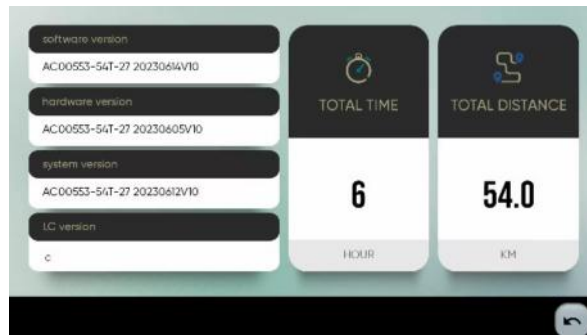 software version
AC00553-54T-27 20230614V10
hardware version
AC00553-54T-27 20230605V10
system version
AC00553-54T-27 20230612V10
LC version
c
TOTAL TIME
6
HOUR
TOTAL DISTANCE
54.0
KM